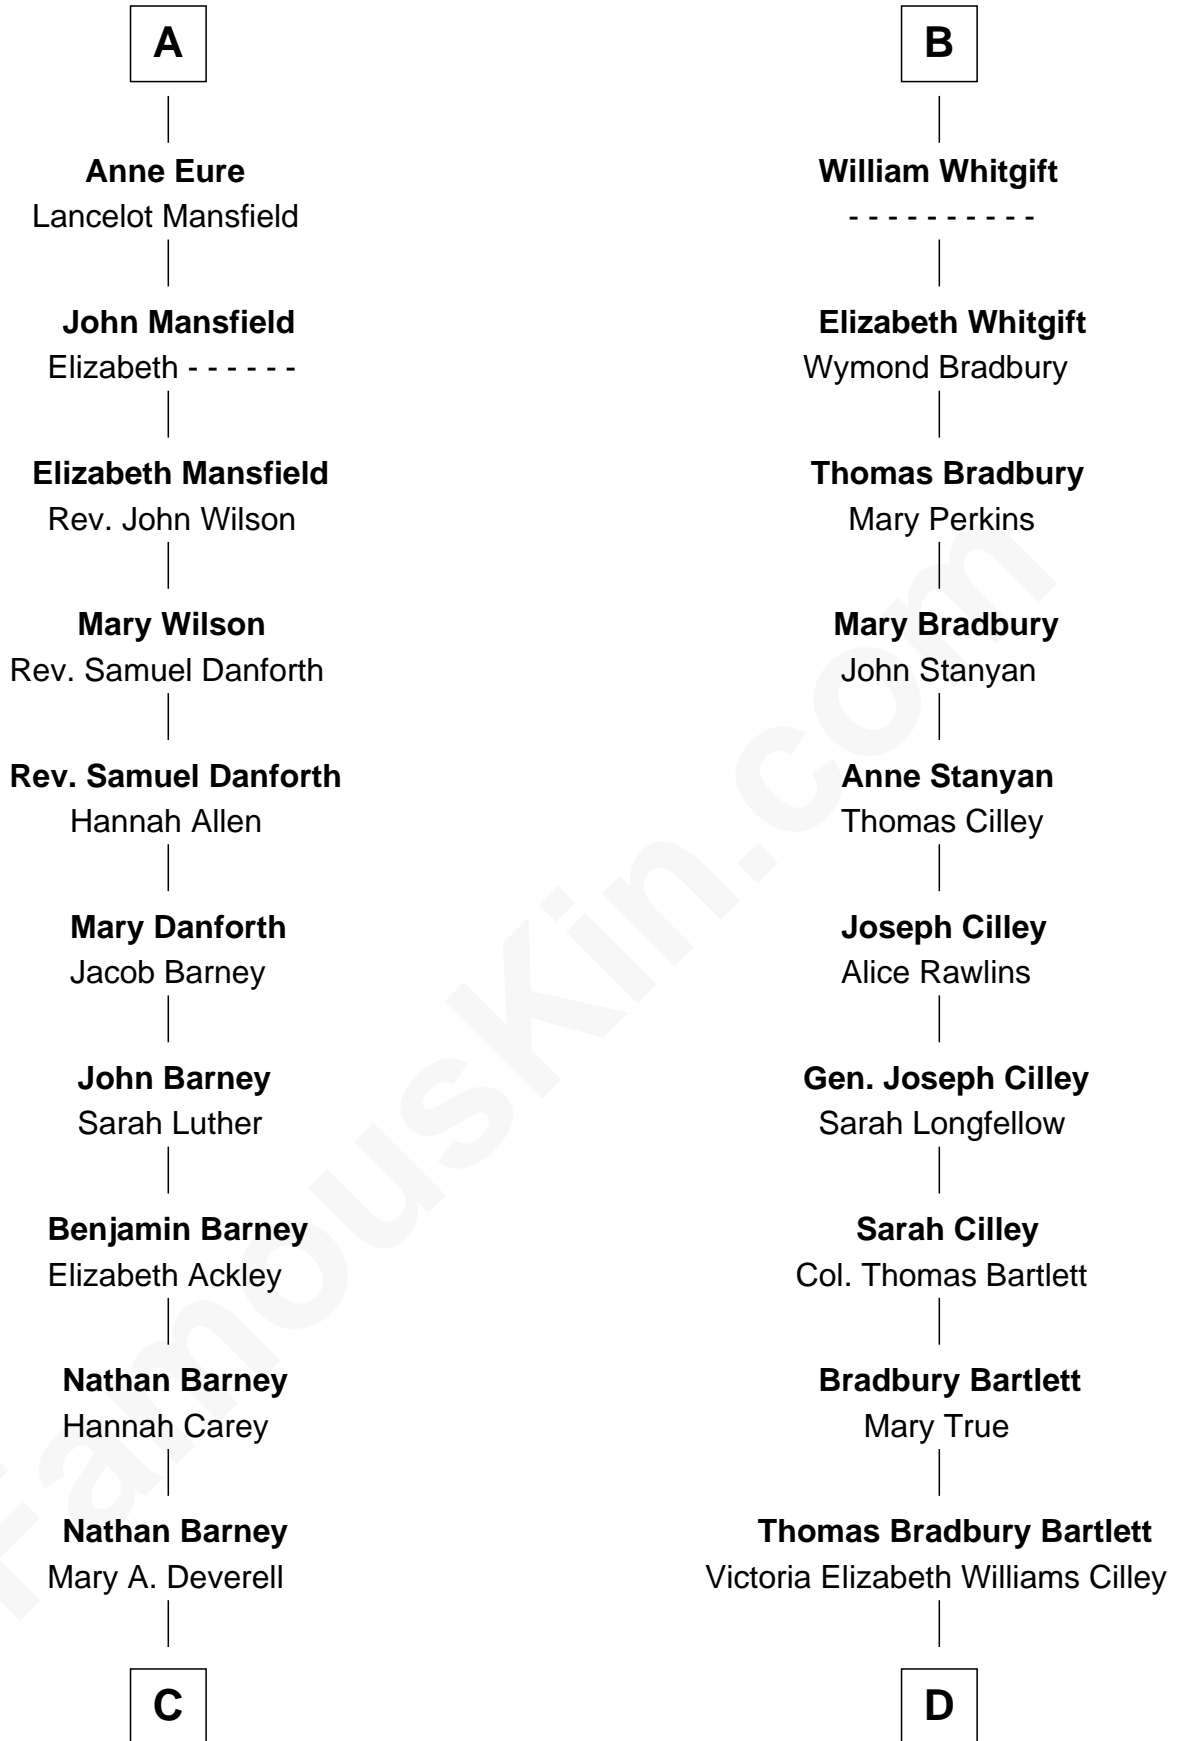 A
Anne Eure
Lancelot Mansfield
John Mansfield
Elizabeth - - - - - -
Elizabeth Mansfield
Rev. John Wilson
Mary Wilson
Rev. Samuel Danforth
Rev. Samuel Danforth
Hannah Allen
Mary Danforth
Jacob Barney
John Barney
Sarah Luther
Benjamin Barney
Elizabeth Ackley
Nathan Barney
Hannah Carey
Nathan Barney
Mary A. Deverell
C
B
William Whitgift
- - - - - - - - - -
Elizabeth Whitgift
Wymond Bradbury
Thomas Bradbury
Mary Perkins
Mary Bradbury
John Stanyan
Anne Stanyan
Thomas Cilley
Joseph Cilley
Alice Rawlins
Gen. Joseph Cilley
Sarah Longfellow
Sarah Cilley
Col. Thomas Bartlett
Bradbury Bartlett
Mary True
Thomas Bradbury Bartlett
Victoria Elizabeth Williams Cilley
D
FamousKin.com